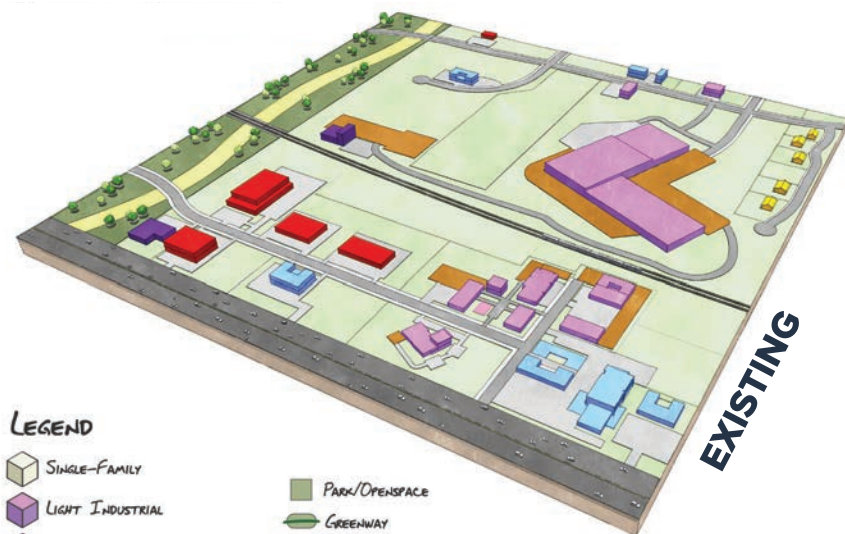 EXISTING
LEGEND
SINGLE-FAMILY
LIGHT INDUSTRIAL
PARK/OPENSPACE
GREENWAY